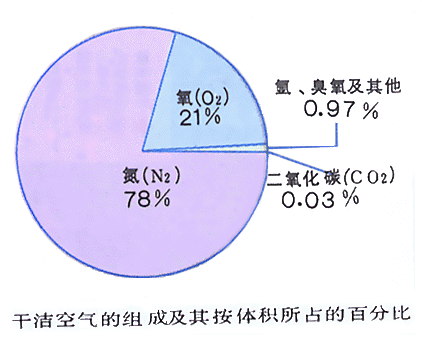 氧(O₂)
21%
氩、臭氧及其他
0.97%
氮(N₂)
78%
二氧化碳(CO₂)
0.03%
干洁空气的组成及其按体积所占的百分比